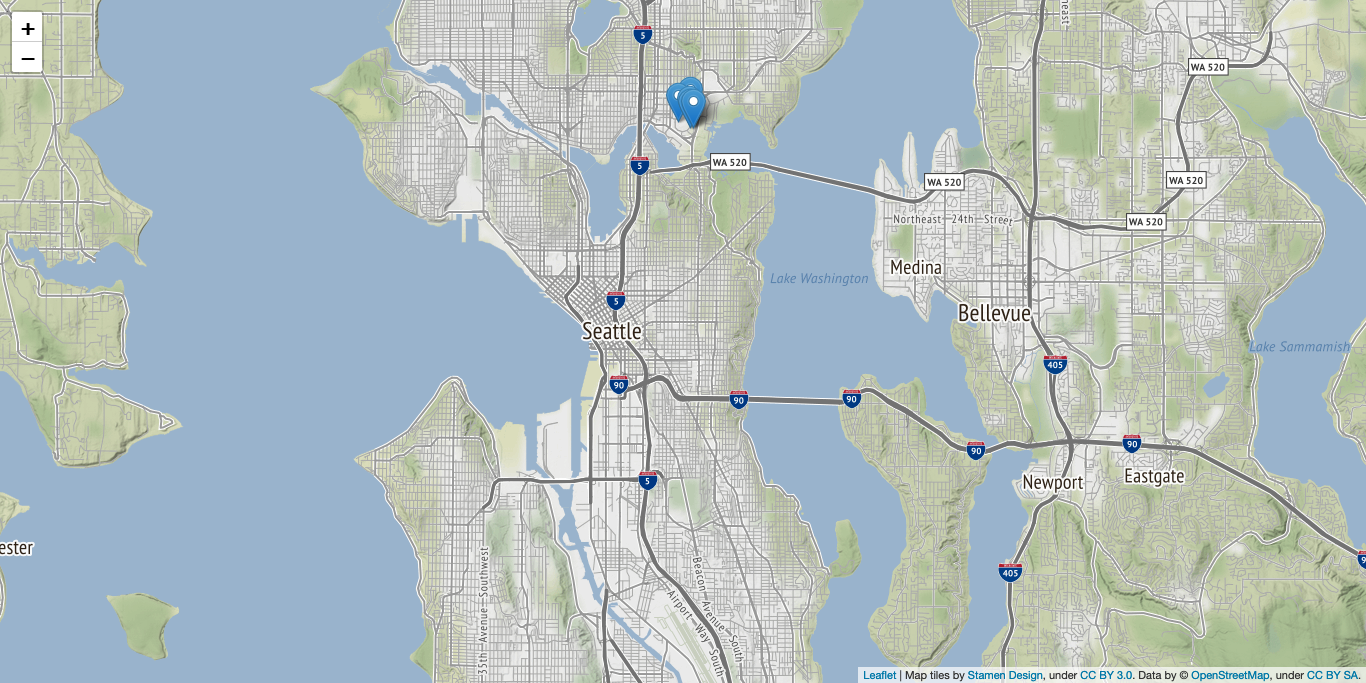 +
−
5
WA 520
5
WA 520
WA 520
WA 520
Northeast 24th Street
WA 520
Medina
Lake Washington
5
Bellevue
Seattle
Lake Sammamish
405
90
90
90
90
90
5
Newport
Eastgate
ester
405
35th Avenue Southwest
Beacon Avenue South
Airport Way South
Leaflet | Map tiles by Stamen Design, under CC BY 3.0. Data by © OpenStreetMap, under CC BY SA.